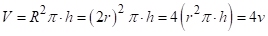 V = R²π · h = (2r)² π · h = 4(r²π · h) = 4v